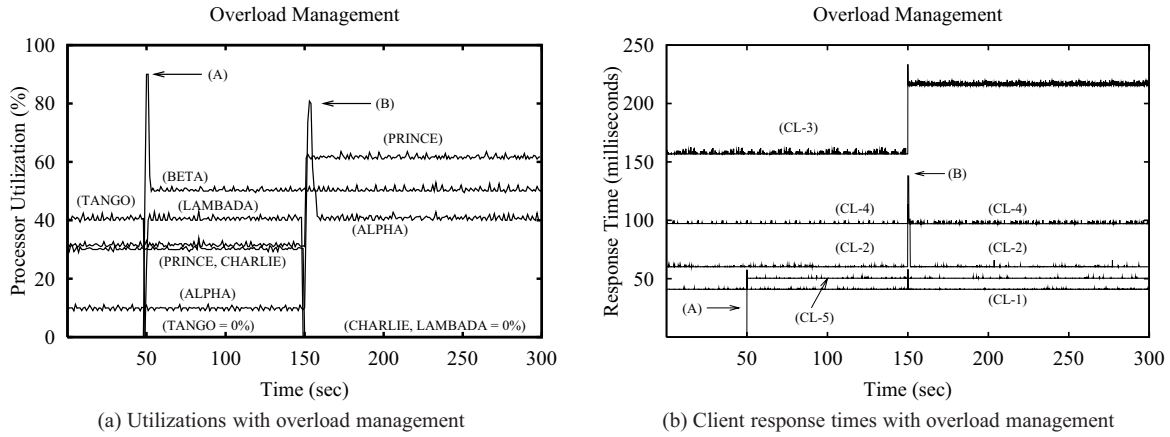 Overload Management
100
80
60
40
20
0
Processor Utilization (%)
(A)
(B)
(PRINCE)
(BETA)
(TANGO)
(LAMBADA)
(ALPHA)
(PRINCE, CHARLIE)
(ALPHA)
(TANGO = 0%)
(CHARLIE, LAMBADA = 0%)
50 100 150 200 250 300
Time (sec)
(a) Utilizations with overload management
Overload Management
250
200
150
100
50
Response Time (milliseconds)
(CL-3)
(B)
(CL-4)
(CL-4)
(CL-2)
(CL-2)
(A)
(CL-5)
(CL-1)
50 100 150 200 250 300
Time (sec)
(b) Client response times with overload management